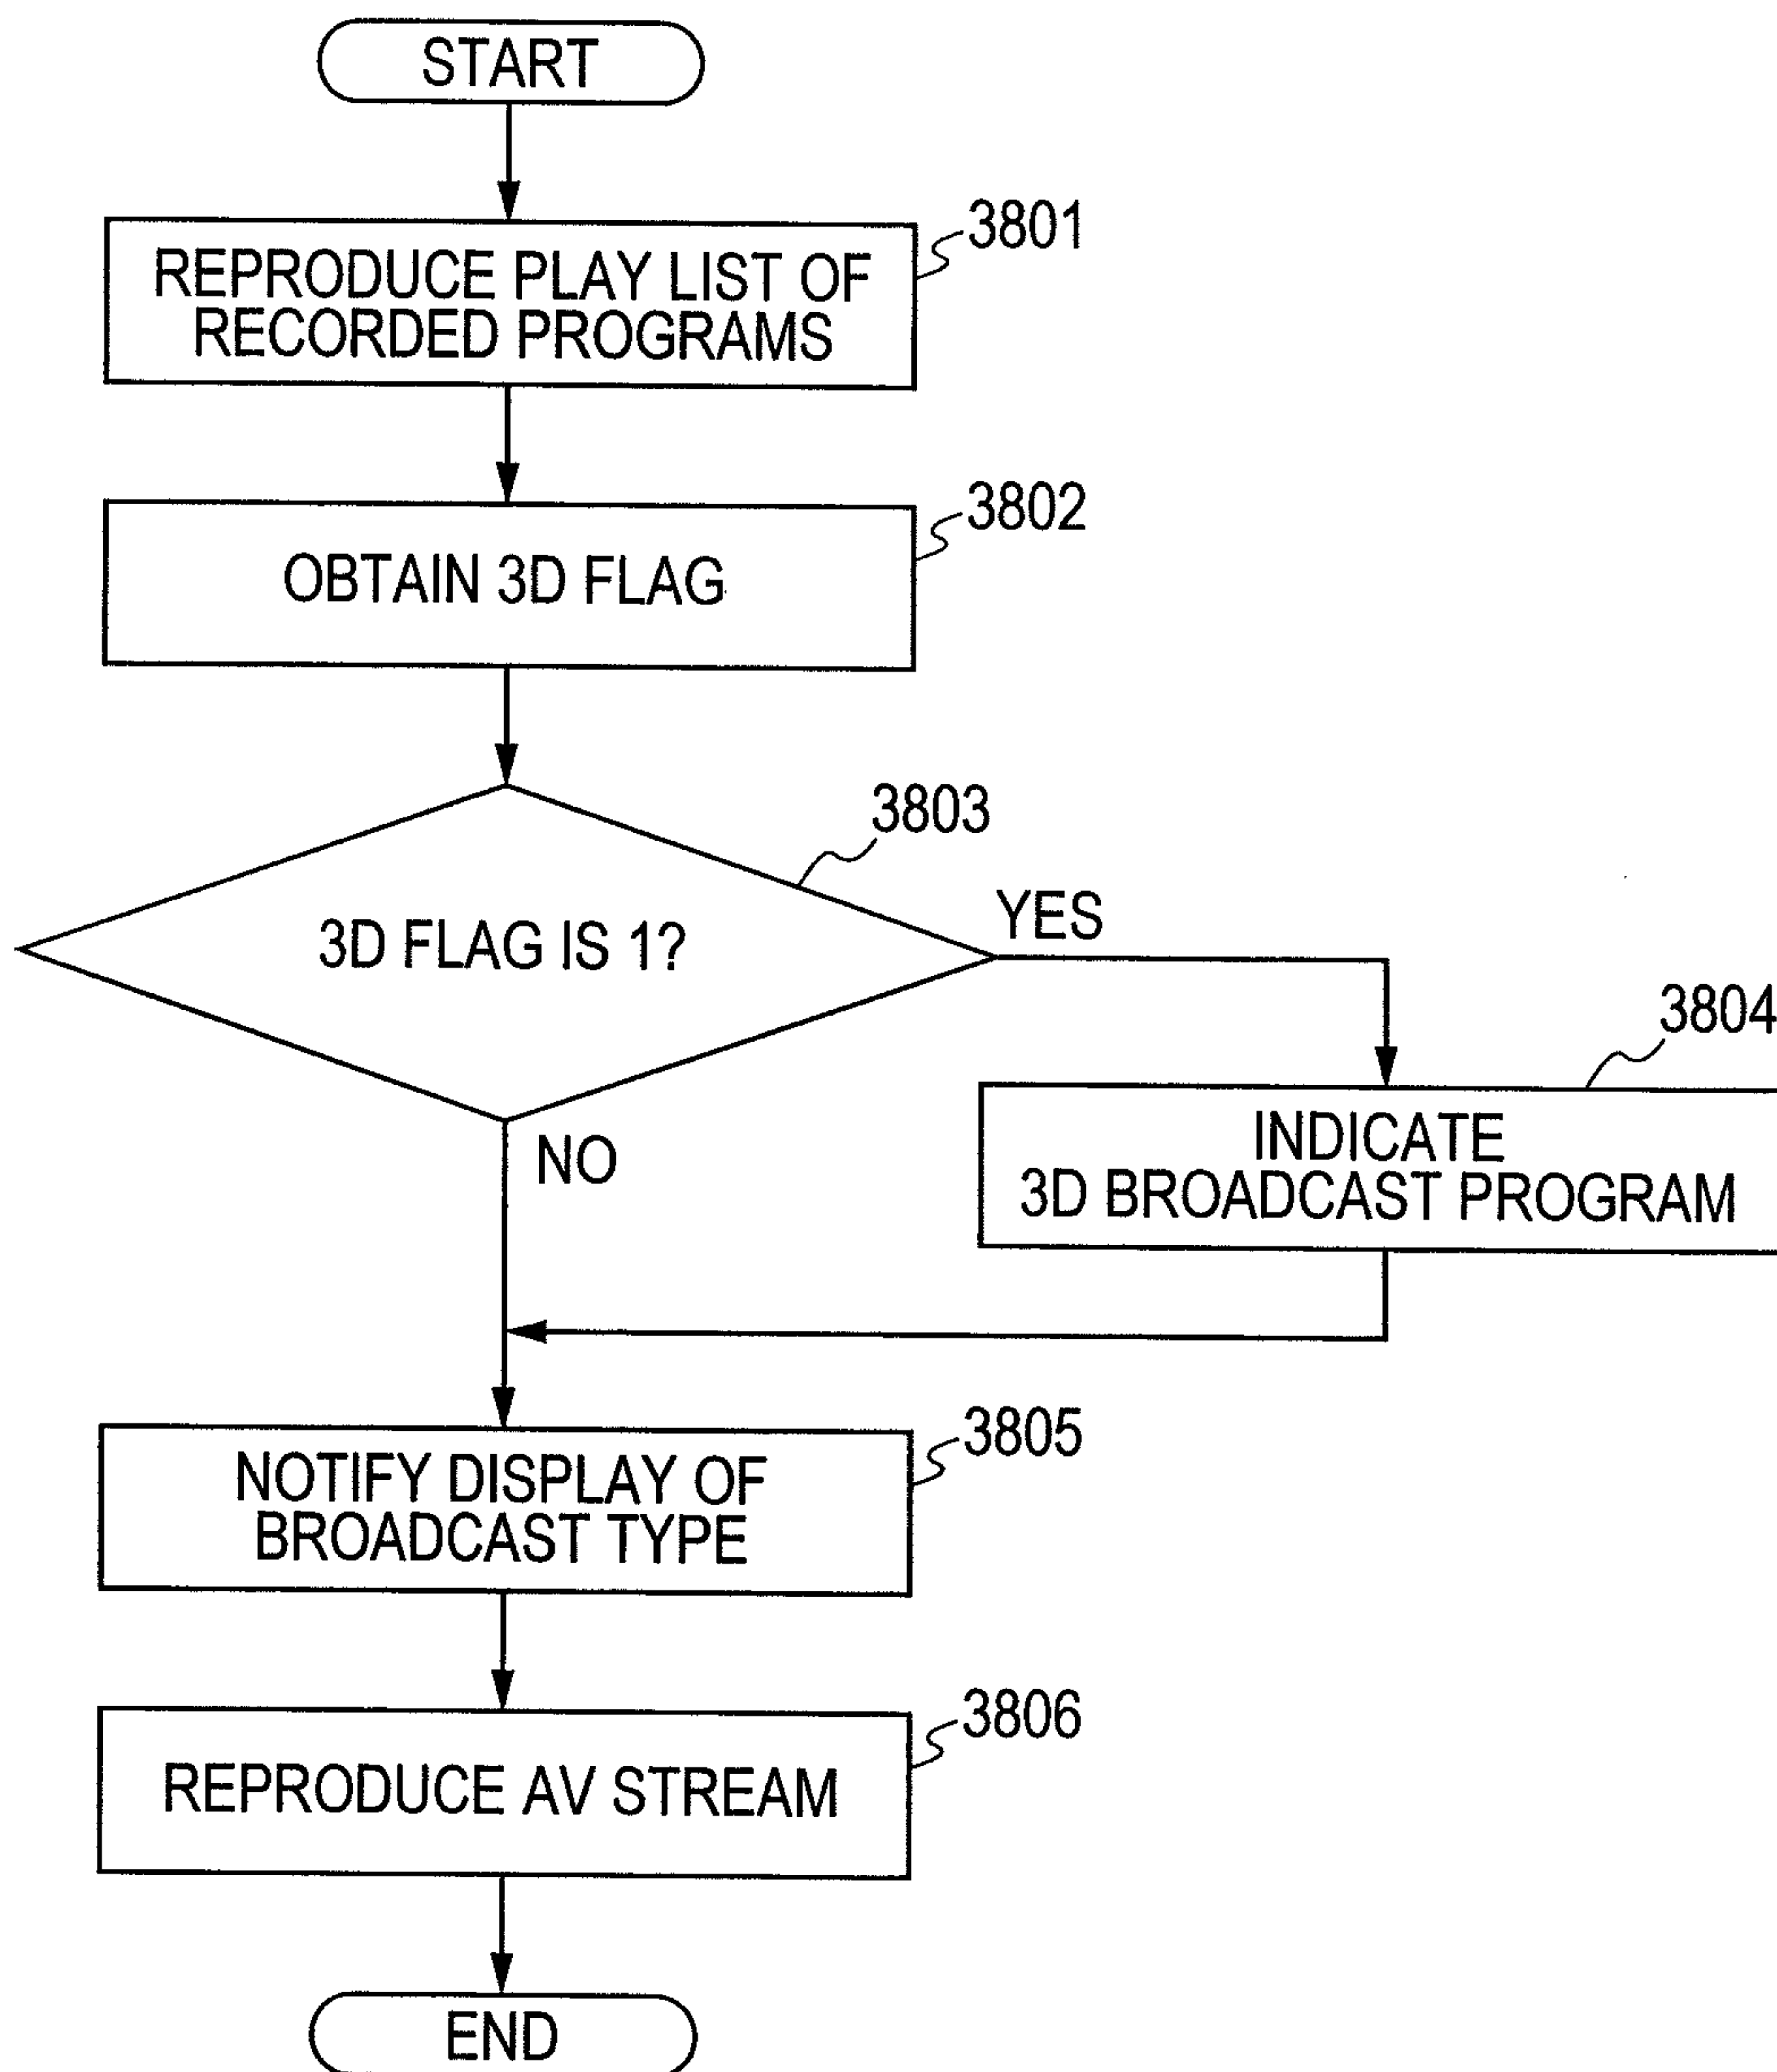 START
3801
REPRODUCE PLAY LIST OF
RECORDED PROGRAMS
3802
OBTAIN 3D FLAG
3803
3D FLAG IS 1?
YES
NO
3804
INDICATE
3D BROADCAST PROGRAM
3805
NOTIFY DISPLAY OF
BROADCAST TYPE
3806
REPRODUCE AV STREAM
END